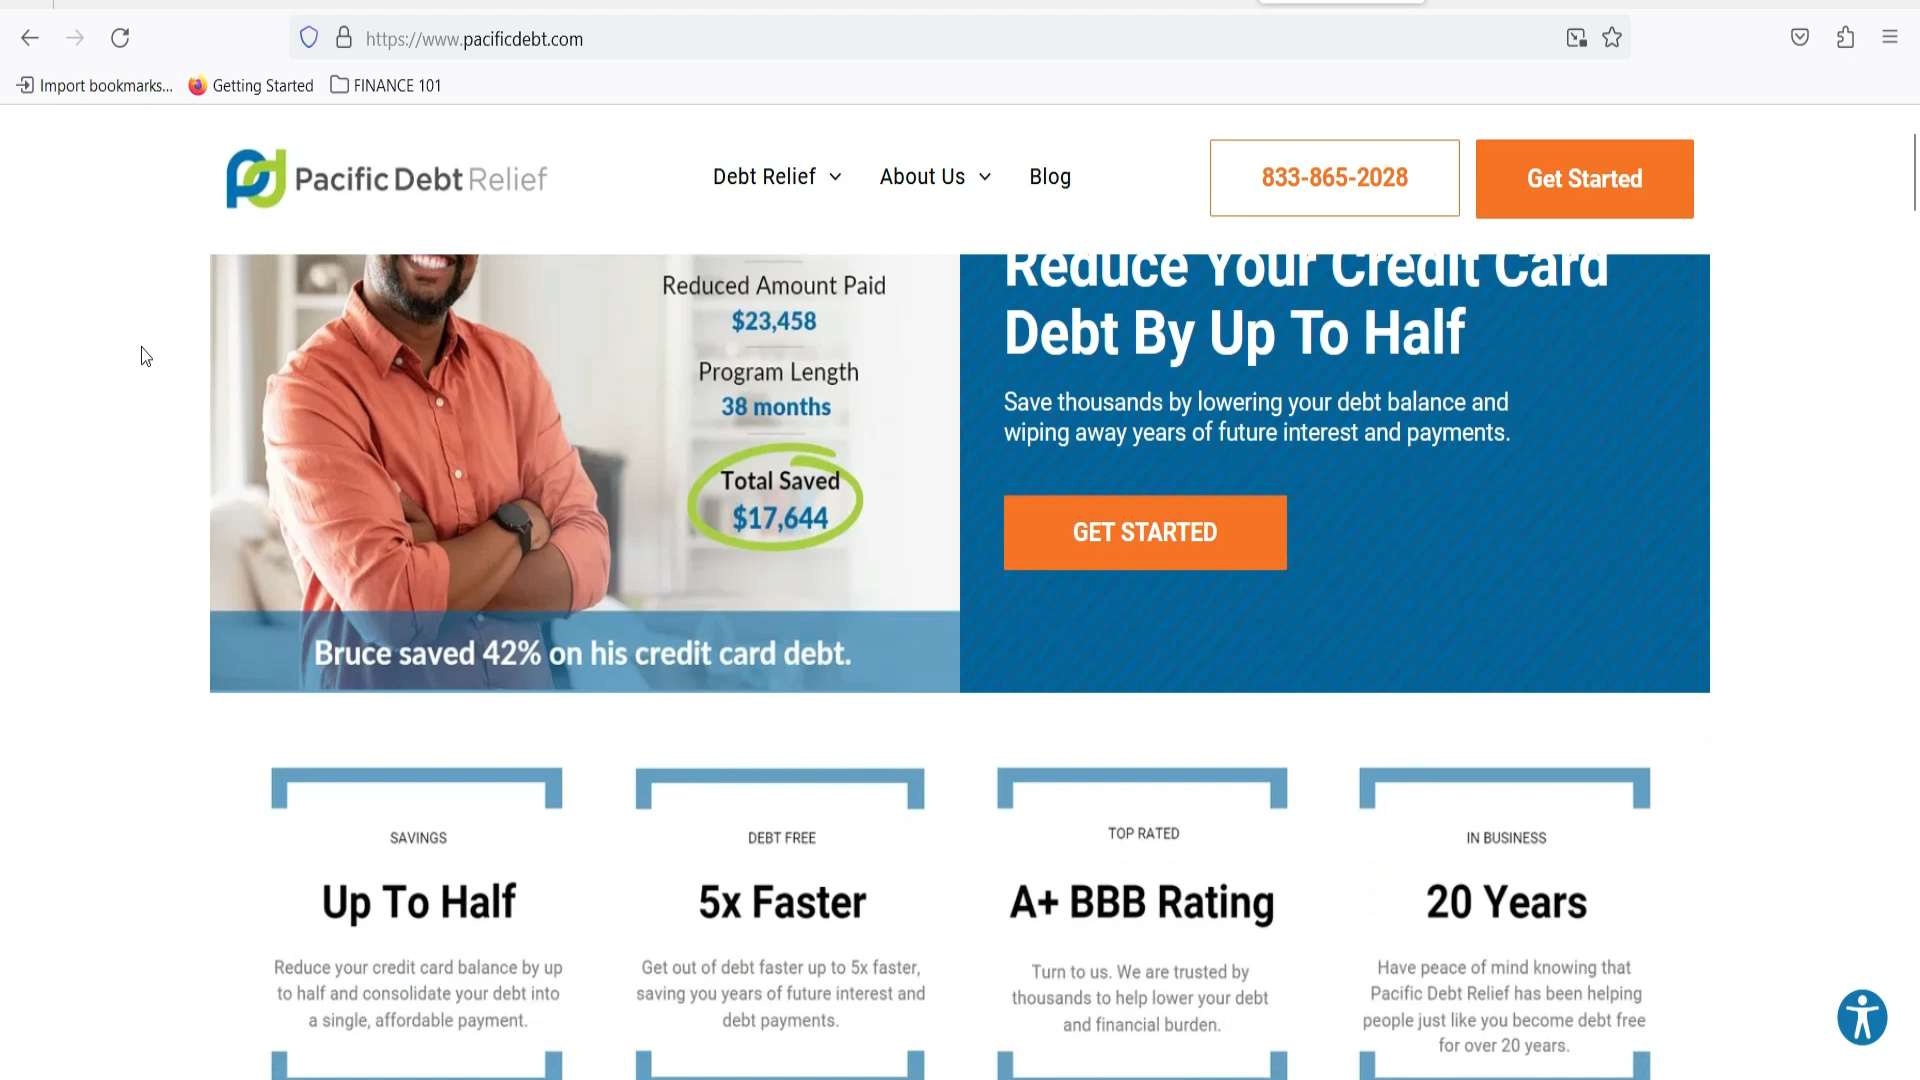 https://www.pacificdebt.com
Import bookmarks...
Getting Started
FINANCE 101
Pacific Debt Relief
Debt Relief
About Us
Blog
833-865-2028
Get Started
Reduced Amount Paid
$23,458
Program Length
38 months
Total Saved
$17,644
Bruce saved 42% on his credit card debt.
Reduce Your Credit Card
Debt By Up To Half
Save thousands by lowering your debt balance and
wiping away years of future interest and payments.
GET STARTED
SAVINGS
Up To Half
Reduce your credit card balance by up
to half and consolidate your debt into
a single, affordable payment.
DEBT FREE
5x Faster
Get out of debt faster up to 5x faster,
saving you years of future interest and
debt payments.
TOP RATED
A+ BBB Rating
Turn to us. We are trusted by
thousands to help lower your debt
and financial burden.
IN BUSINESS
20 Years
Have peace of mind knowing that
Pacific Debt Relief has been helping
people just like you become debt free
for over 20 years.